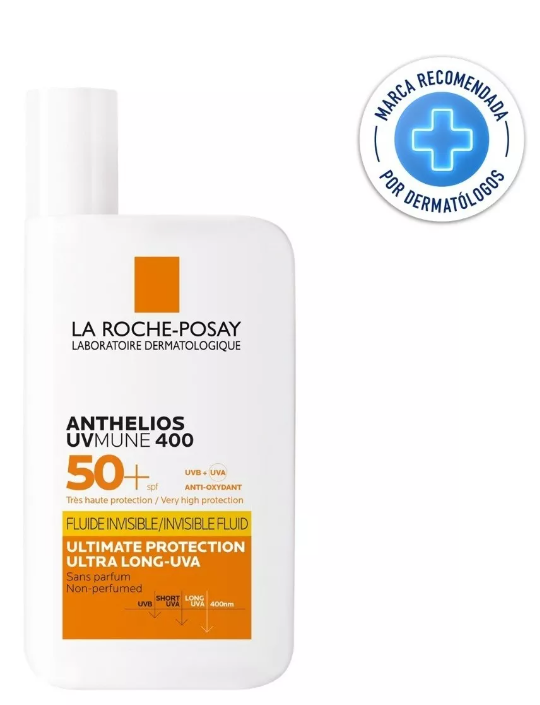 MARCA RECOMENDADA
POR DERMATÓLOGOS
LA ROCHE-POSAY
LABORATOIRE DERMATOLOGIQUE
ANTHELIOS
UVMUNE 400
50+ spf
UVB + UVA
ANTI-OXYDANT
Très haute protection / Very high protection
FLUIDE INVISIBLE/INVISIBLE FLUID
ULTIMATE PROTECTION
ULTRA LONG-UVA
Sans parfum
Non-perfumed
UVB
SHORT
UVA
LONG
UVA
400nm